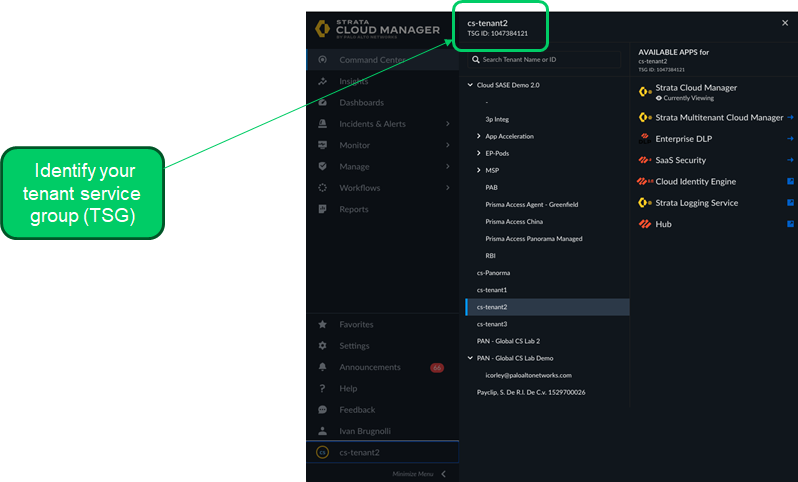 Identify your
tenant service
group (TSG)
STRATA
CLOUD MANAGER
BY PALO ALTO NETWORKS
Command Center
Insights
Dashboards
Incidents & Alerts
Monitor
Manage
Workflows
Reports
Favorites
Settings
Announcements
66
Help
Feedback
Ivan Brugnolli
CS
cs-tenant2
Minimize Menu
cs-tenant2
TSG ID: 1047384121
Search Tenant Name or ID
Cloud SASE Demo 2.0
-
3p Integ
App Acceleration
EP-Pods
MSP
PAB
Prisma Access Agent - Greenfield
Prisma Access China
Prisma Access Panorama Managed
RBI
cs-Panorma
cs-tenant1
cs-tenant2
cs-tenant3
PAN - Global CS Lab 2
PAN - Global CS Lab Demo
icorley@paloaltonetworks.com
Payclip, S. De R.I. De C.v. 1529700026
AVAILABLE APPS for
cs-tenant2
TSG ID: 1047384121
Strata Cloud Manager
Currently Viewing
Strata Multitenant Cloud Manager
Enterprise DLP
SaaS Security
Cloud Identity Engine
Strata Logging Service
Hub